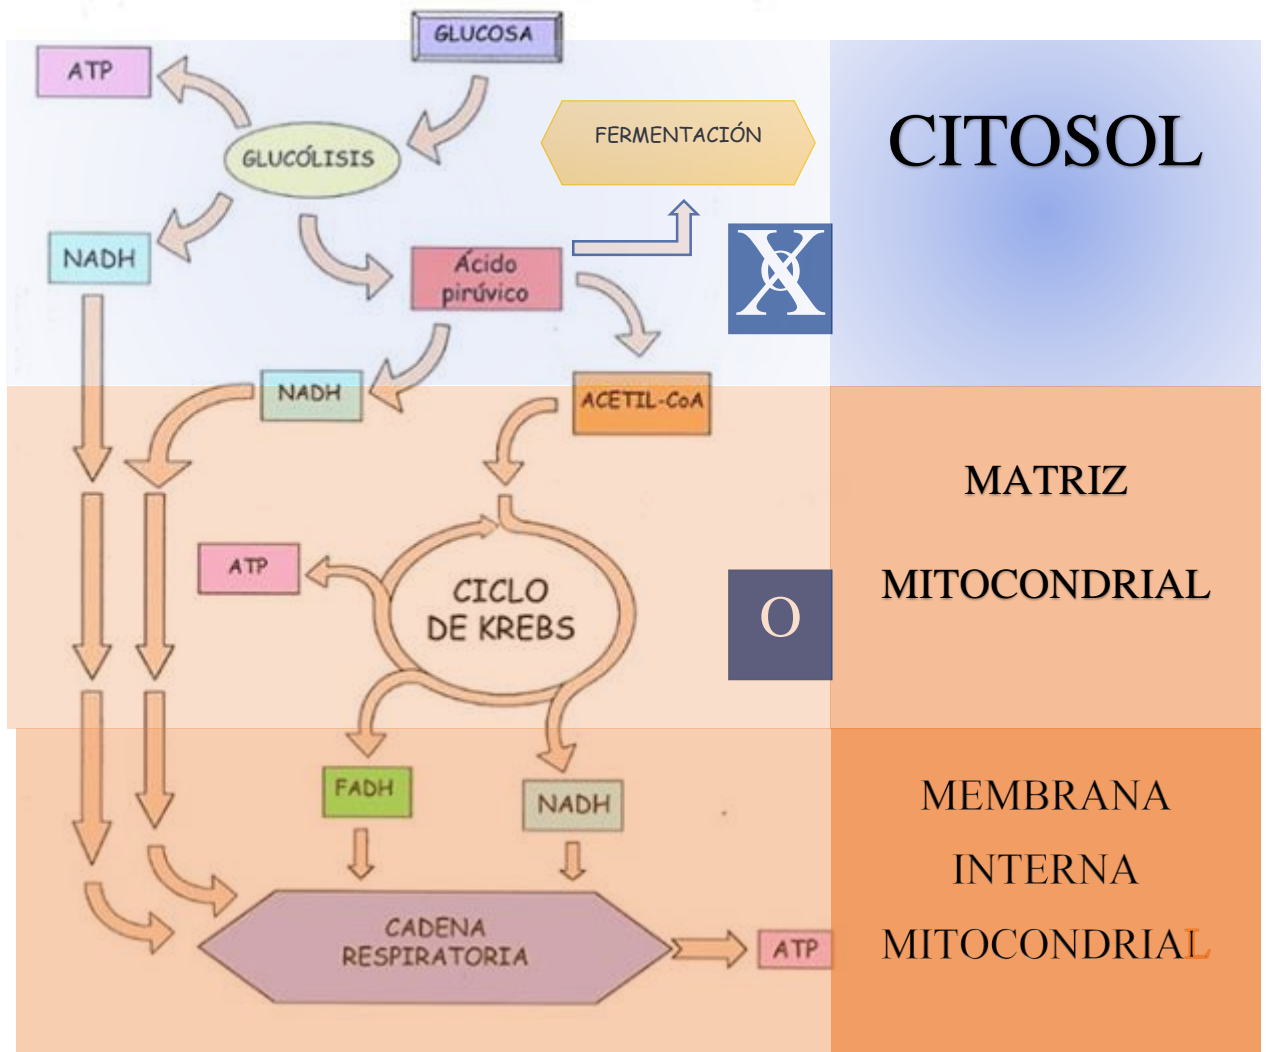 GLUCOSA
ATP
GLUCÓLISIS
FERMENTACIÓN
CITOSOL
NADH
Ácido
pirúvico
X
O
NADH
ACETIL-CoA
MATRIZ
MITOCONDRIAL
ATP
CICLO
DE KREBS
O
FADH
NADH
MEMBRANA
INTERNA
MITOCONDRIAL
CADENA
RESPIRATORIA
ATP